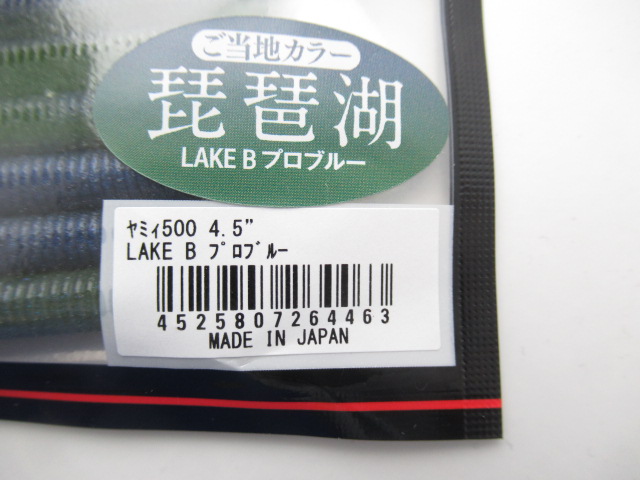 ご当地カラー
琵琶湖
LAKE B プロブルー
ﾔﾐｨ500 4.5"
LAKE B ﾌﾟﾛﾌﾞﾙｰ
4525807264463
MADE IN JAPAN